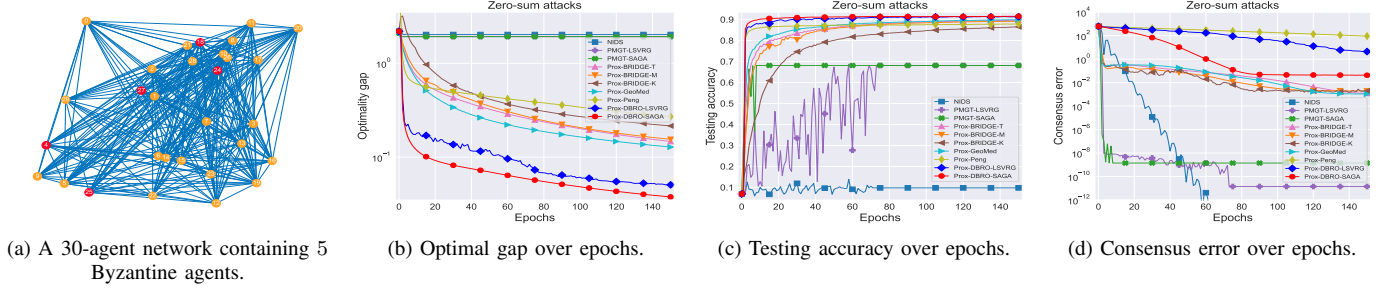 Zero-sum attacks
10⁰
10⁻¹
Optimality gap
NIDS
PMGT-LSVRG
PMGT-SAGA
Prox-BRIDGE-T
Prox-BRIDGE-M
Prox-BRIDGE-K
Prox-GeoMed
Prox-Peng
Prox-DBRO-LSVRG
Prox-DBRO-SAGA
0 20 40 60 80 100 120 140
Epochs
Zero-sum attacks
0.9
0.8
0.7
0.6
0.5
0.4
0.3
0.2
0.1
Testing accuracy
NIDS
PMGT-LSVRG
PMGT-SAGA
Prox-BRIDGE-T
Prox-BRIDGE-M
Prox-BRIDGE-K
Prox-GeoMed
Prox-Peng
Prox-DBRO-LSVRG
Prox-DBRO-SAGA
0 20 40 60 80 100 120 140
Epochs
Zero-sum attacks
10⁴
10²
10⁰
10⁻²
10⁻⁴
10⁻⁶
10⁻⁸
10⁻¹⁰
10⁻¹²
Consensus error
NIDS
PMGT-LSVRG
PMGT-SAGA
Prox-BRIDGE-T
Prox-BRIDGE-M
Prox-BRIDGE-K
Prox-GeoMed
Prox-Peng
Prox-DBRO-LSVRG
Prox-DBRO-SAGA
0 20 40 60 80 100 120 140
Epochs
(a) A 30-agent network containing 5
Byzantine agents.
(b) Optimal gap over epochs.
(c) Testing accuracy over epochs.
(d) Consensus error over epochs.